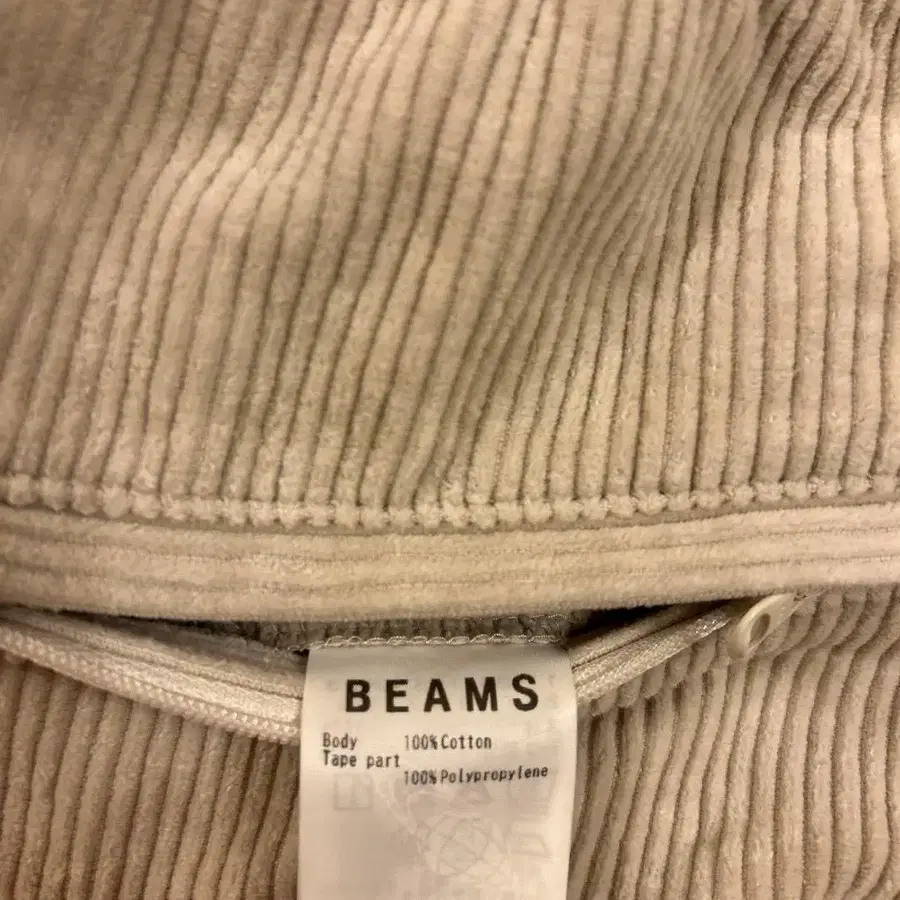 BEAMS
Body 100%Cotton
Tape part
100%Polypropylene